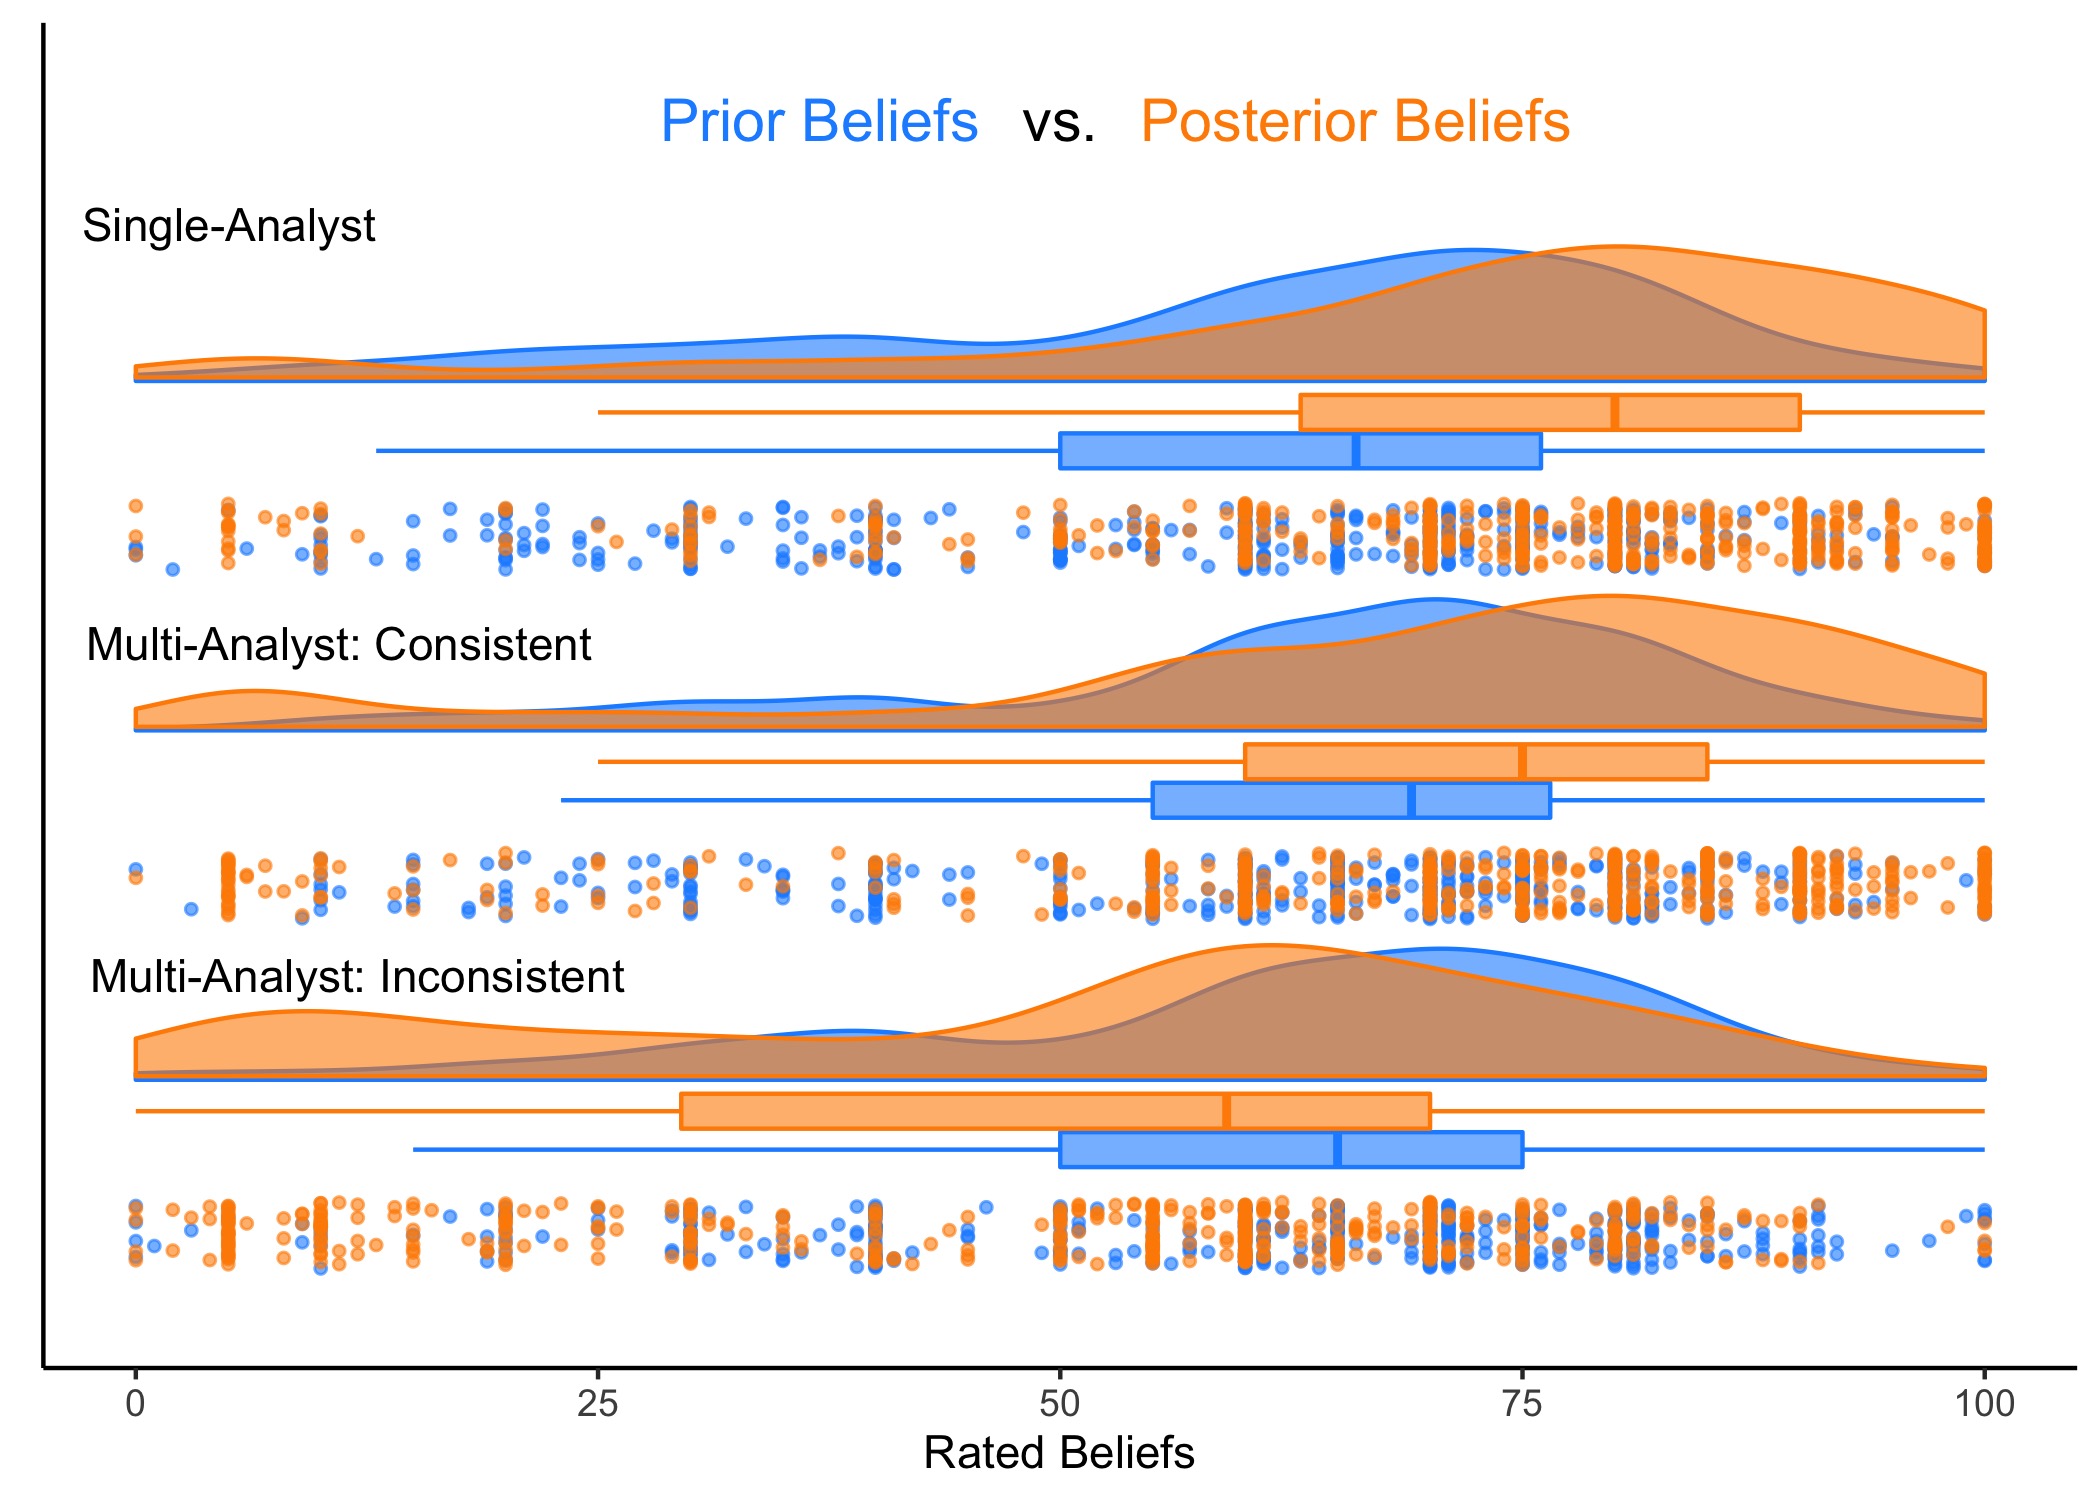 Prior Beliefs vs. Posterior Beliefs
Single-Analyst
Multi-Analyst: Consistent
Multi-Analyst: Inconsistent
0 25 50 75 100
Rated Beliefs